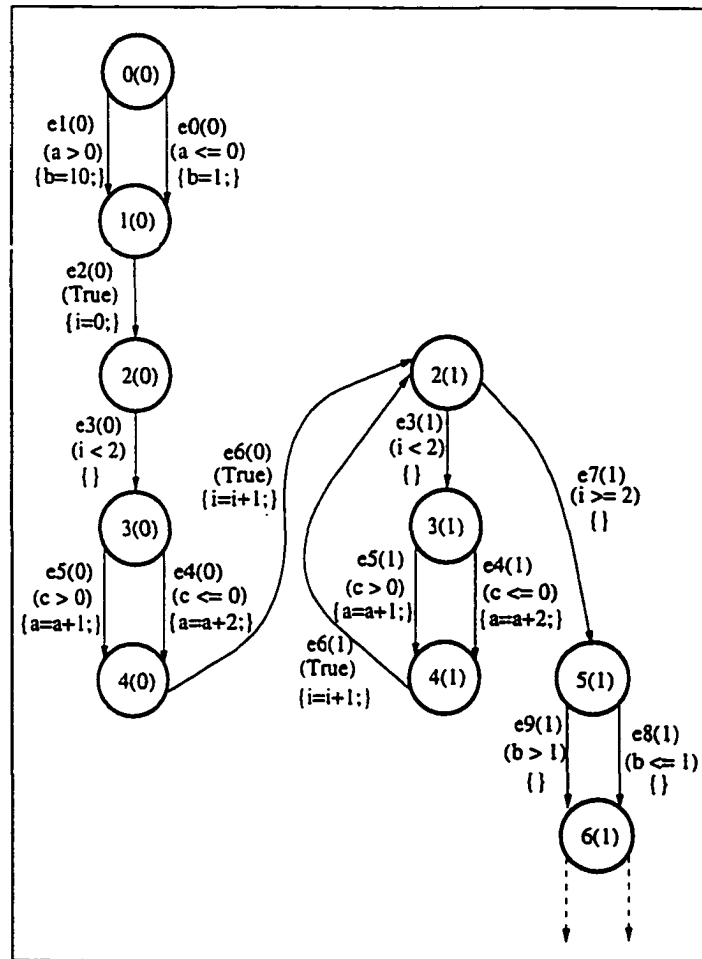 0(0)
e1(0)
(a > 0)
{b=10;}
e0(0)
(a <= 0)
{b=1;}
1(0)
e2(0)
(True)
{i=0;}
2(0)
e3(0)
(i < 2)
{}
3(0)
e5(0)
(c > 0)
{a=a+1;}
e4(0)
(c <= 0)
{a=a+2;}
4(0)
e6(0)
(True)
{i=i+1;}
2(1)
e3(1)
(i < 2)
{}
3(1)
e5(1)
(c > 0)
{a=a+1;}
e4(1)
(c <= 0)
{a=a+2;}
e6(1)
(True)
{i=i+1;}
4(1)
e7(1)
(i >= 2)
{}
5(1)
e9(1)
(b > 1)
{}
e8(1)
(b <= 1)
{}
6(1)